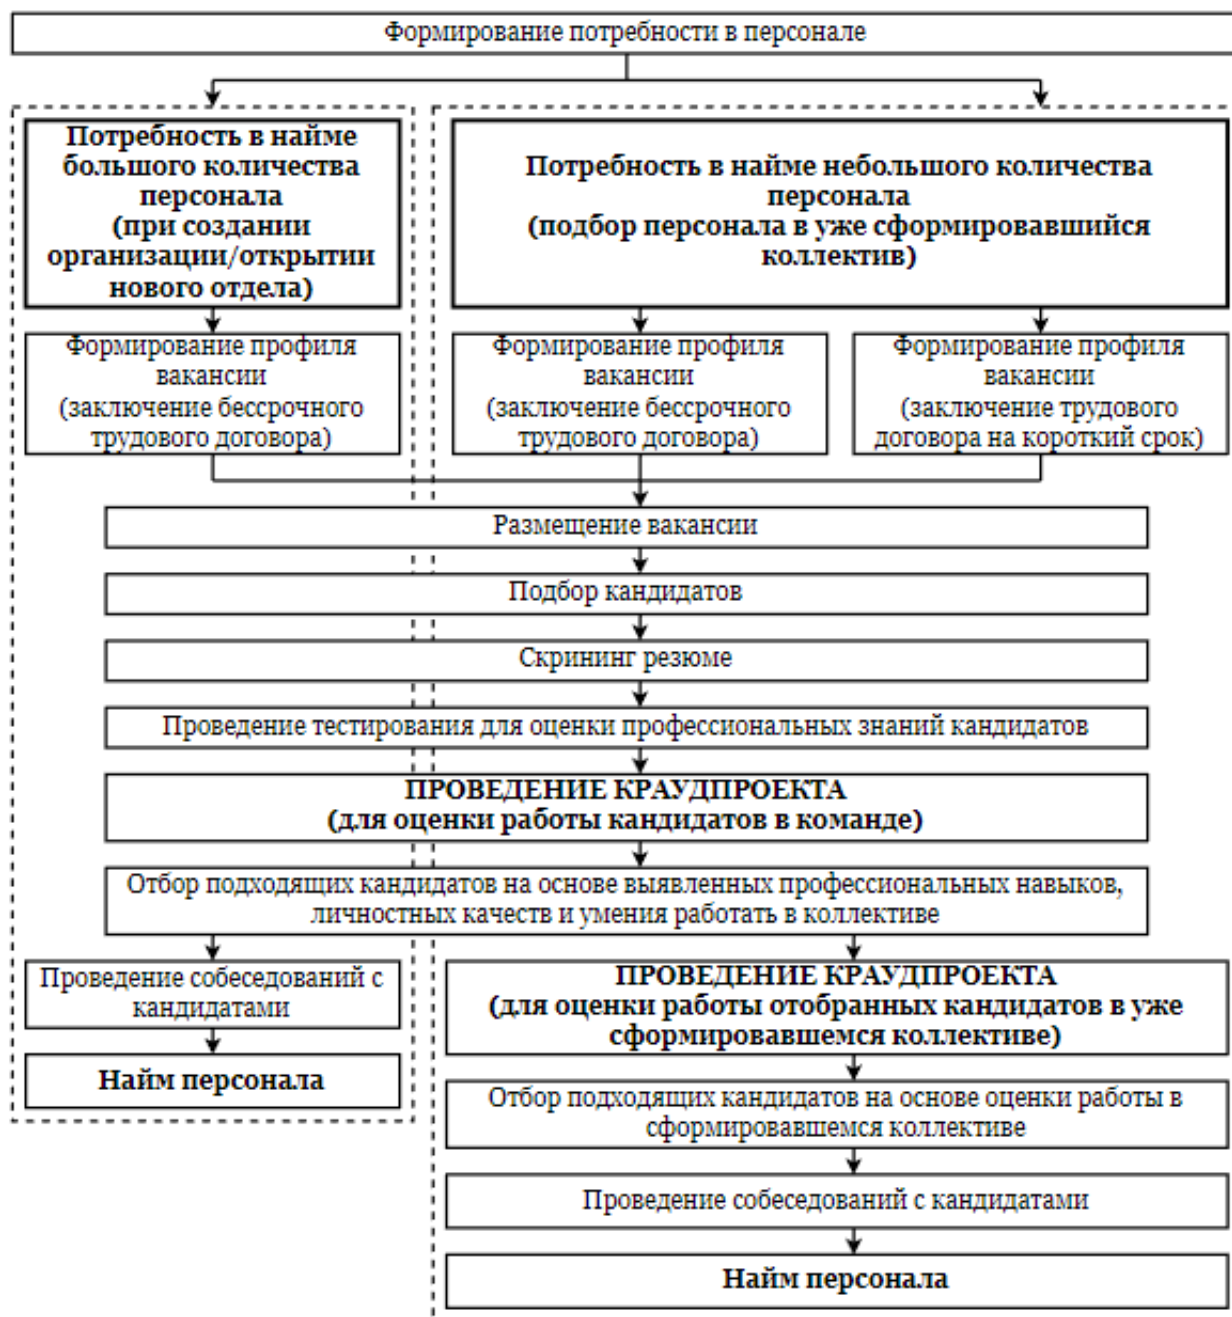 Формирование потребности в персонале
Потребность в найме
большого количества
персонала
(при создании
организации/открытии
нового отдела)
Потребность в найме небольшого количества
персонала
(подбор персонала в уже сформировавшийся
коллектив)
Формирование профиля
вакансии
(заключение бессрочного
трудового договора)
Формирование профиля
вакансии
(заключение бессрочного
трудового договора)
Формирование профиля
вакансии
(заключение трудового
договора на короткий срок)
Размещение вакансии
Подбор кандидатов
Скрининг резюме
Проведение тестирования для оценки профессиональных знаний кандидатов
ПРОВЕДЕНИЕ КРАУДПРОЕКТА
(для оценки работы кандидатов в команде)
Отбор подходящих кандидатов на основе выявленных профессиональных навыков,
личностных качеств и умения работать в коллективе
Проведение собеседований с
кандидатами
Найм персонала
ПРОВЕДЕНИЕ КРАУДПРОЕКТА
(для оценки работы отобранных кандидатов в уже
сформировавшемся коллективе)
Отбор подходящих кандидатов на основе оценки работы в
сформировавшемся коллективе
Проведение собеседований с кандидатами
Найм персонала